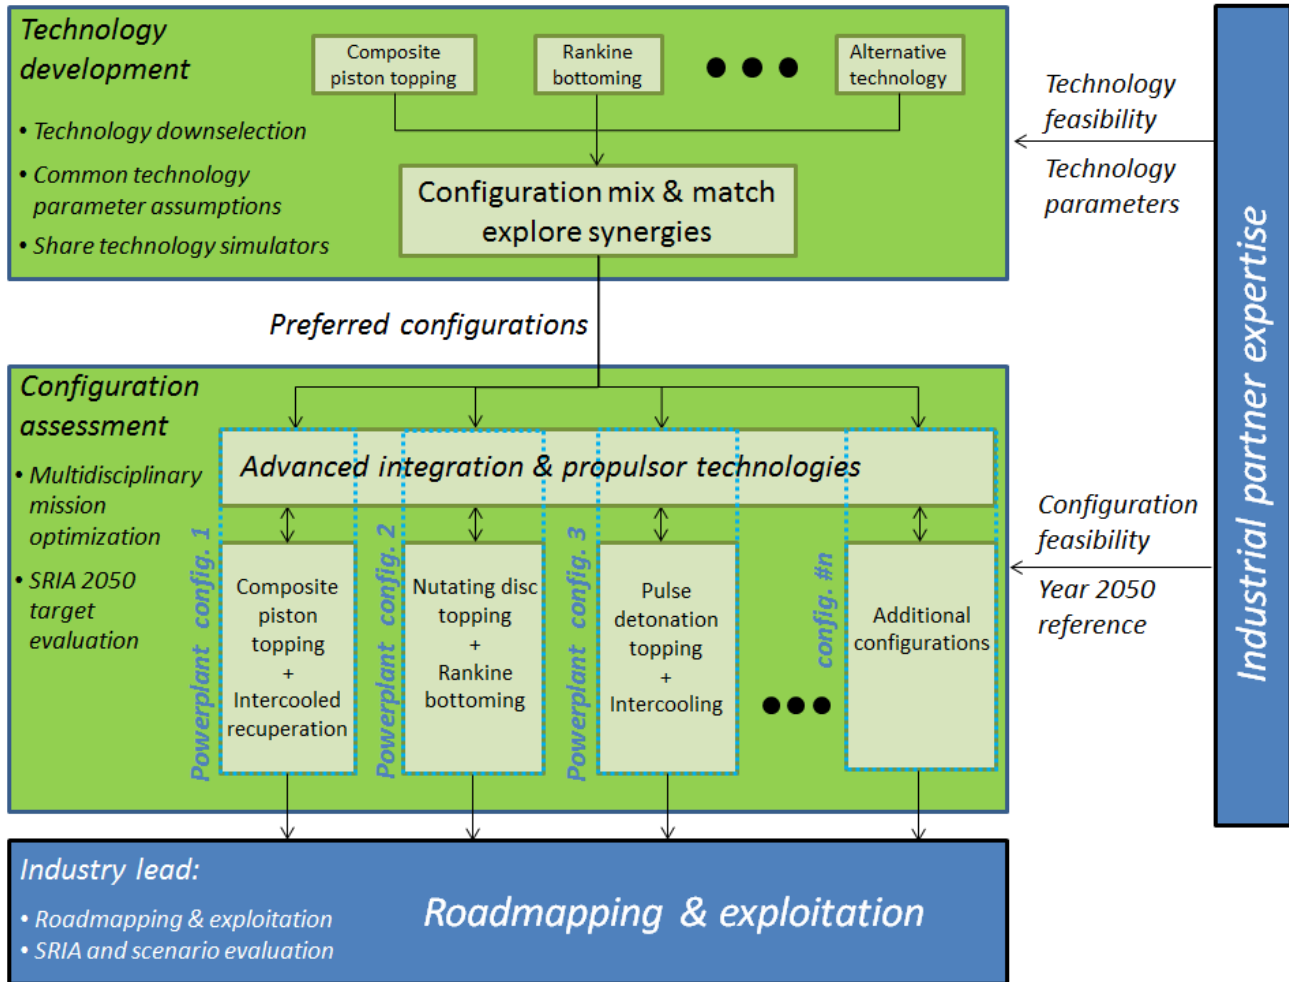 Technology
development
• Technology downselection
• Common technology
parameter assumptions
• Share technology simulators
Composite
piston topping
Rankine
bottoming
Alternative
technology
Configuration mix & match
explore synergies
Technology
feasibility
Technology
parameters
Industrial partner expertise
Preferred configurations
Configuration
assessment
• Multidisciplinary
mission
optimization
• SRIA 2050
target
evaluation
Advanced integration & propulsor technologies
Powerplant config. 1
Composite
piston
topping
+
Intercooled
recuperation
Powerplant config. 2
Nutating disc
topping
+
Rankine
bottoming
Powerplant config. 3
Pulse
detonation
topping
+
Intercooling
config. #n
Additional
configurations
Configuration
feasibility
Year 2050
reference
Industry lead:
• Roadmapping & exploitation
• SRIA and scenario evaluation
Roadmapping & exploitation